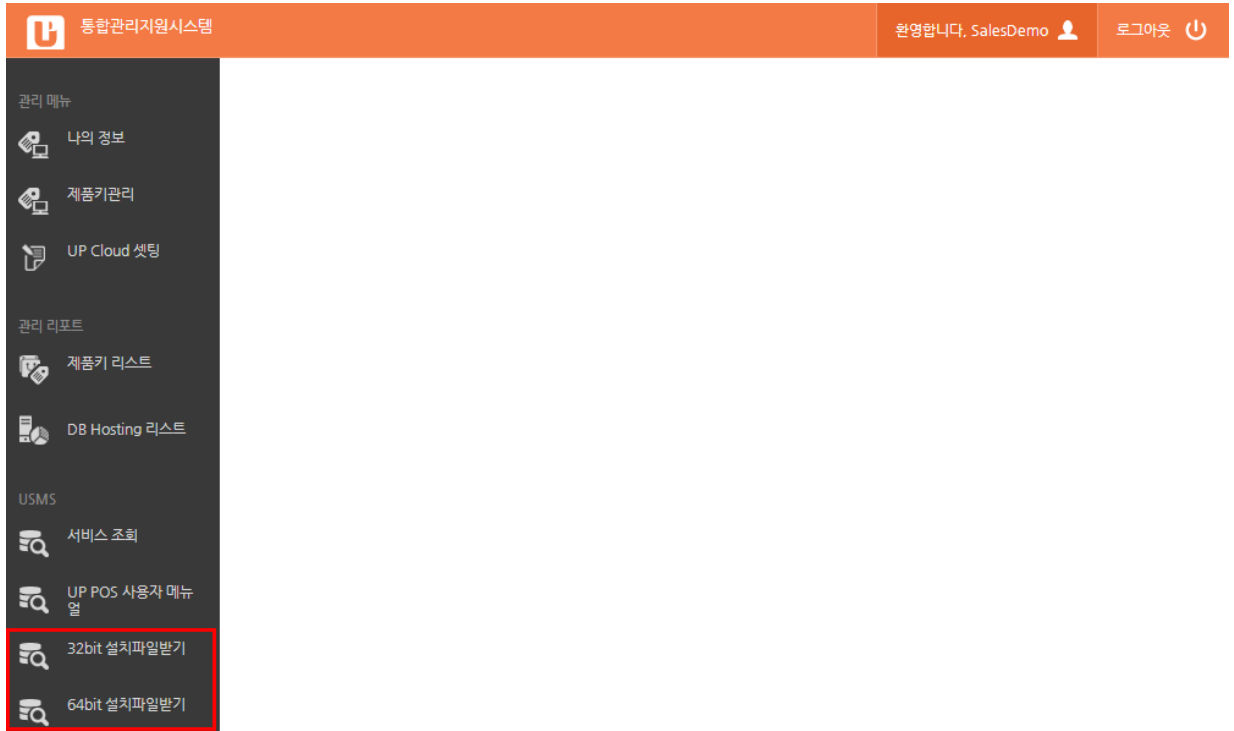 통합관리지원시스템
환영합니다, SalesDemo
로그아웃
관리 메뉴
나의 정보
제품키관리
UP Cloud 셋팅
관리 리포트
제품키 리스트
DB Hosting 리스트
USMS
서비스 조회
UP POS 사용자 메뉴
얼
32bit 설치파일받기
64bit 설치파일받기